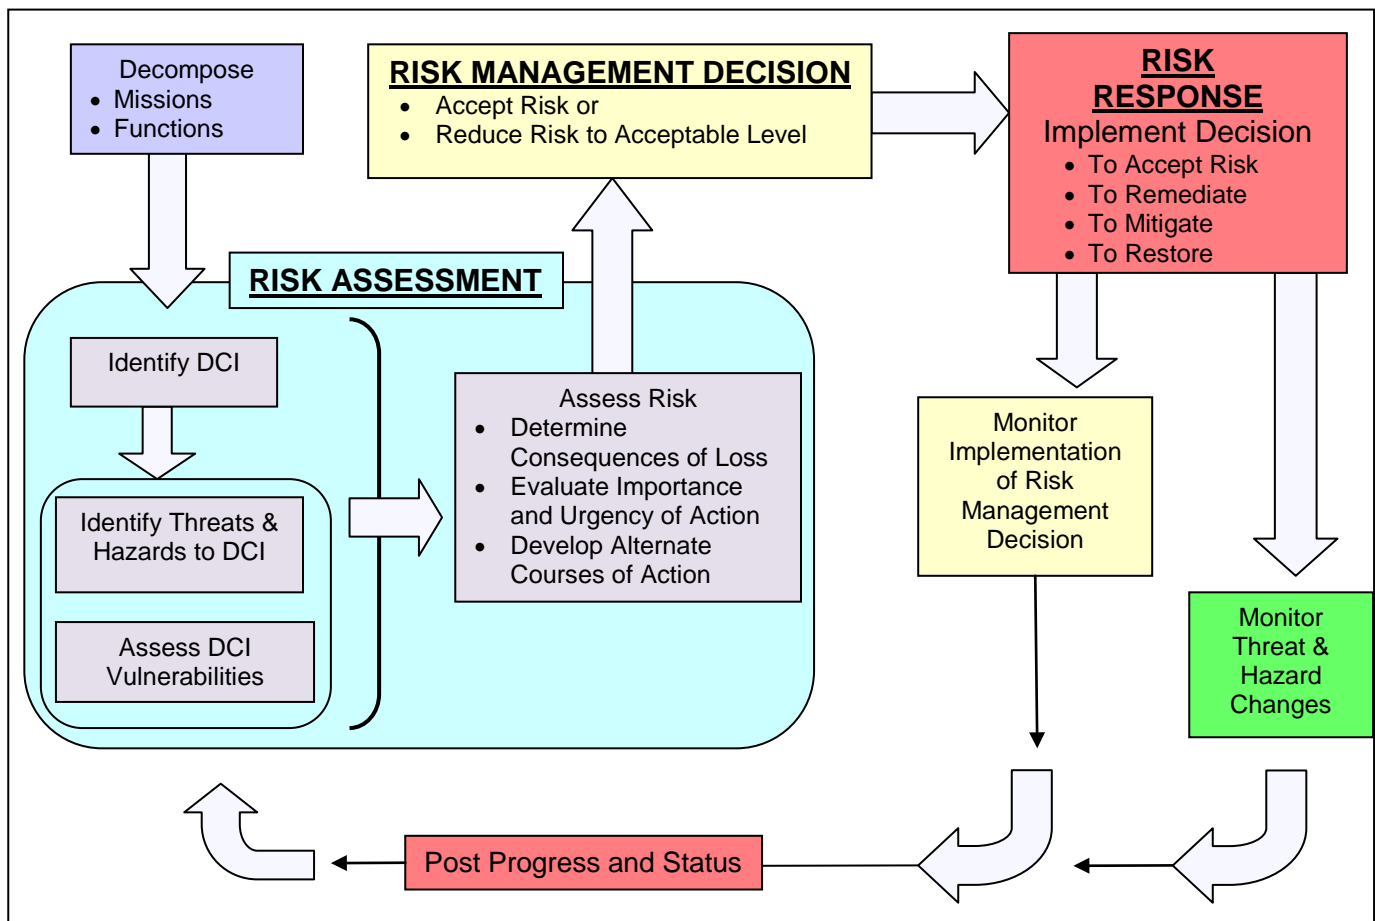 Decompose
• Missions
• Functions
RISK MANAGEMENT DECISION
• Accept Risk or
• Reduce Risk to Acceptable Level
RISK
RESPONSE
Implement Decision
• To Accept Risk
• To Remediate
• To Mitigate
• To Restore
RISK ASSESSMENT
Identify DCI
Identify Threats &
Hazards to DCI
Assess DCI
Vulnerabilities
Assess Risk
• Determine
Consequences of Loss
• Evaluate Importance
and Urgency of Action
• Develop Alternate
Courses of Action
Monitor
Implementation
of Risk
Management
Decision
Monitor
Threat &
Hazard
Changes
Post Progress and Status